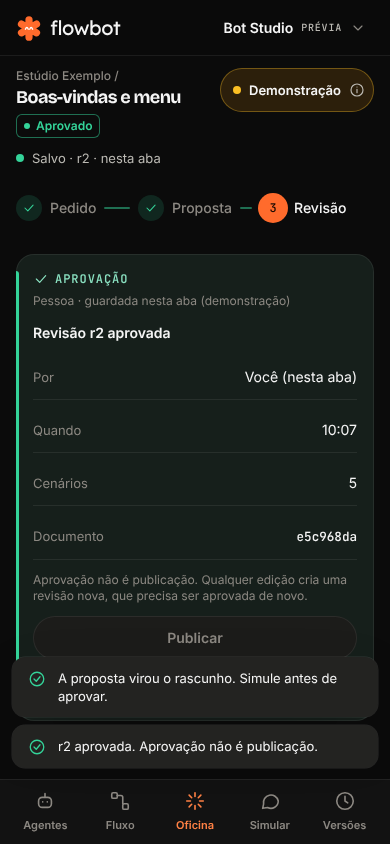 flowbot
Bot Studio PRÉVIA
Estúdio Exemplo /
Boas-vindas e menu
Demonstração
Aprovado
Salvo · r2 · nesta aba
Pedido
Proposta
3 Revisão
APROVAÇÃO
Pessoa · guardada nesta aba (demonstração)
Revisão r2 aprovada
Por Você (nesta aba)
Quando 10:07
Cenários 5
Documento e5c968da
Aprovação não é publicação. Qualquer edição cria uma
revisão nova, que precisa ser aprovada de novo.
Publicar
A proposta virou o rascunho. Simule antes de
aprovar.
r2 aprovada. Aprovação não é publicação.
Agentes Fluxo Oficina Simular Versões